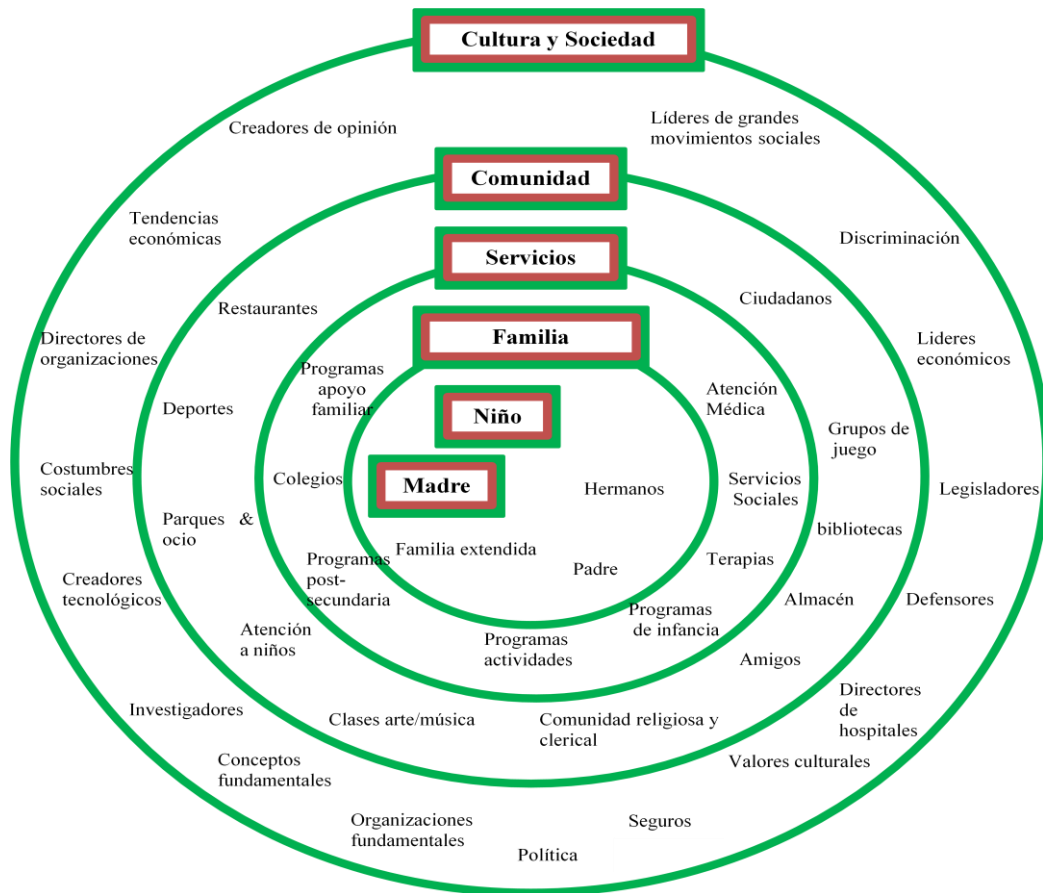 Cultura y Sociedad
Creadores de opinión
Líderes de grandes
movimientos sociales
Comunidad
Tendencias
económicas
Discriminación
Servicios
Restaurantes
Ciudadanos
Familia
Directores de
organizaciones
Lideres
económicos
Programas
apoyo
familiar
Atención
Médica
Niño
Deportes
Grupos de
juego
Costumbres
sociales
Colegios
Madre
Hermanos
Servicios
Sociales
Legisladores
Parques &
ocio
bibliotecas
Familia extendida
Programas
post-
secundaria
Padre
Terapias
Creadores
tecnológicos
Almacén
Defensores
Programas
de infancia
Atención
a niños
Programas
actividades
Amigos
Directores
de
hospitales
Investigadores
Clases arte/música
Comunidad religiosa y
clerical
Conceptos
fundamentales
Valores culturales
Organizaciones
fundamentales
Seguros
Política